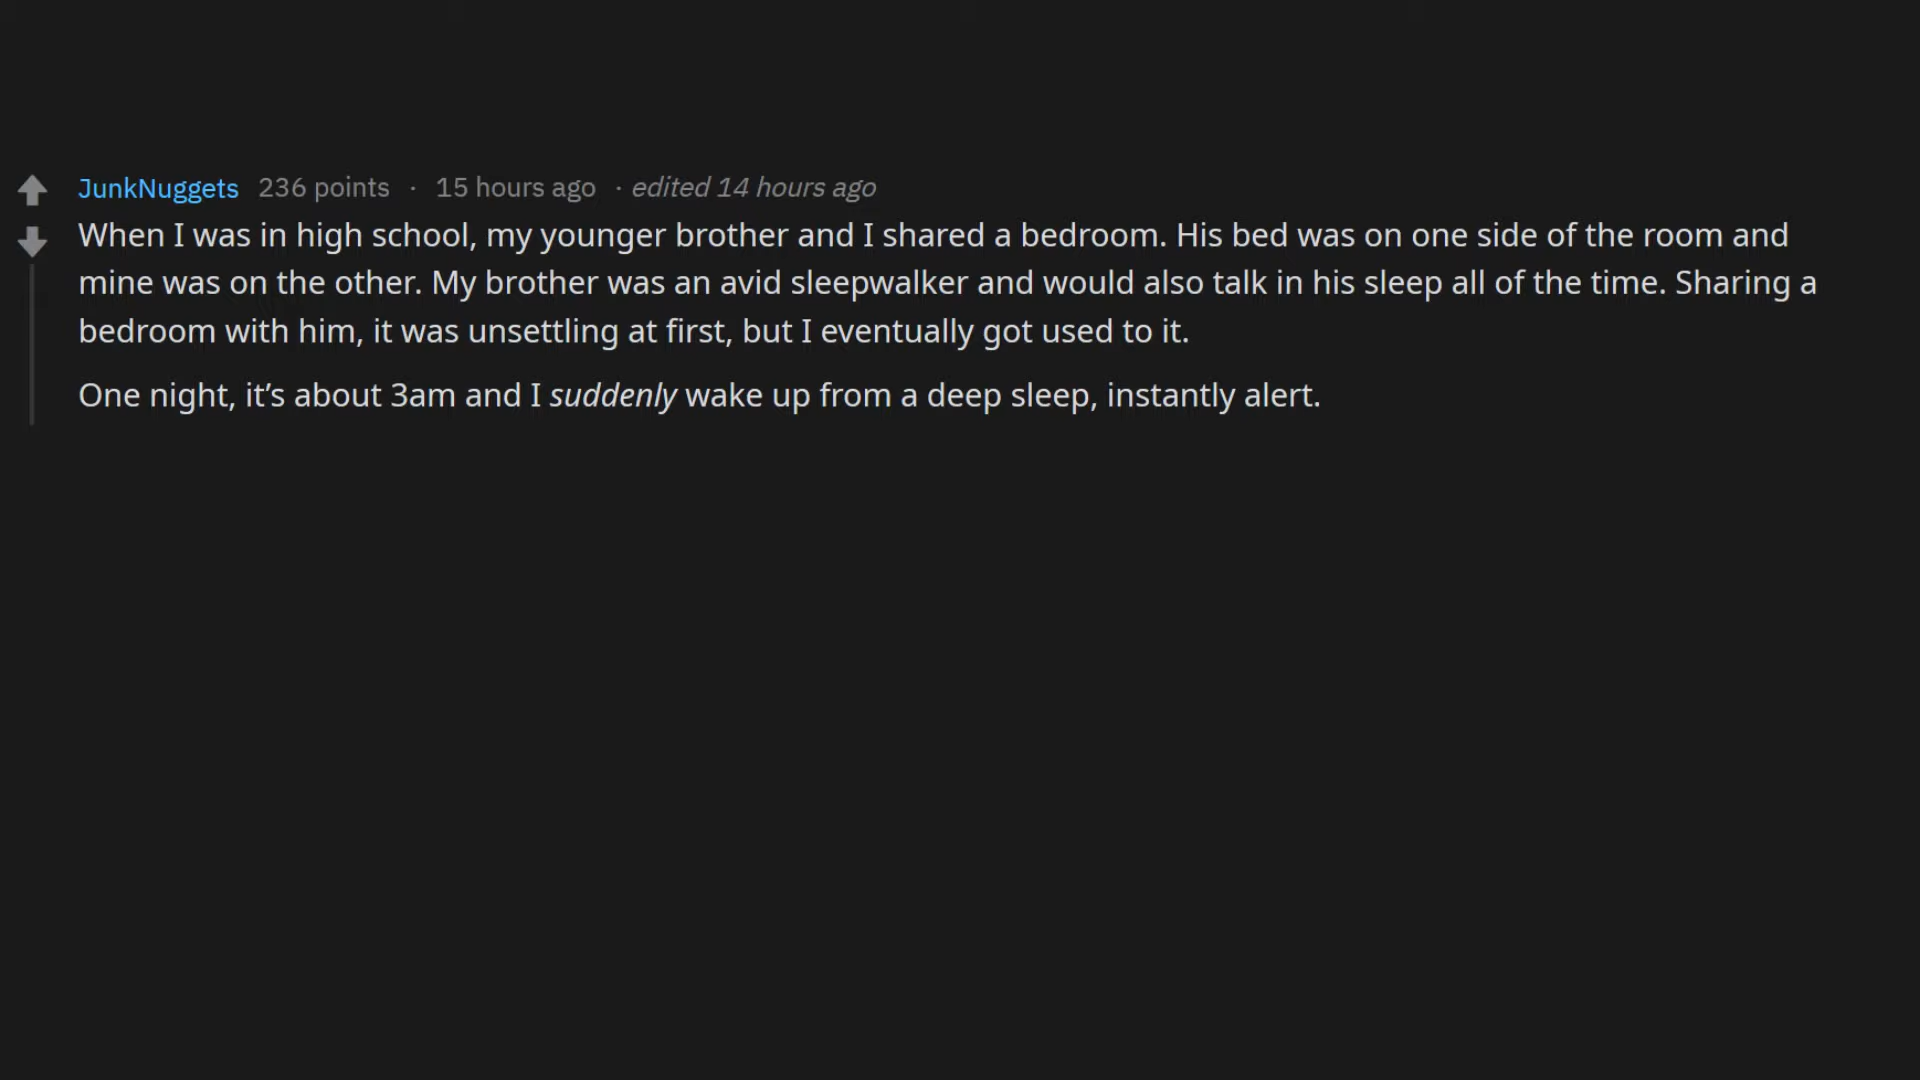 JunkNuggets 236 points · 15 hours ago · edited 14 hours ago
When I was in high school, my younger brother and I shared a bedroom. His bed was on one side of the room and
mine was on the other. My brother was an avid sleepwalker and would also talk in his sleep all of the time. Sharing a
bedroom with him, it was unsettling at first, but I eventually got used to it.
One night, it’s about 3am and I suddenly wake up from a deep sleep, instantly alert.